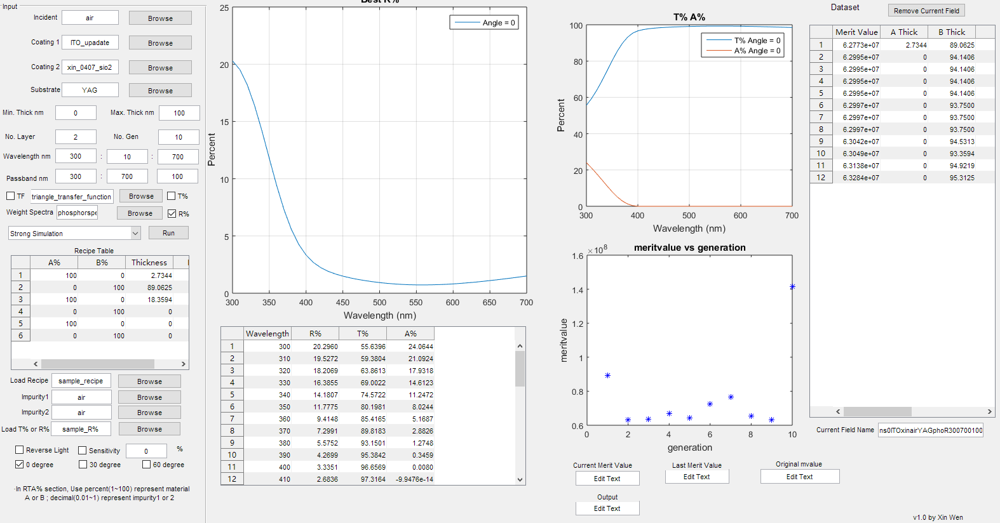 Input
Incident air Browse
Coating 1 ITO_upadate Browse
Coating 2 xin_0407_sio2 Browse
Substrate YAG Browse
Min. Thick nm 0 Max. Thick nm 100
No. Layer 2 No. Gen 10
Wavelength nm 300 : 10 : 700
Passband nm 300 : 700 100
TF triangle_transfer_function Browse T%
Weight Spectra phosphorspe Browse R%
Strong Simulation Run
Recipe Table
A% B% Thickness
1 100 0 2.7344
2 0 100 89.0625
3 100 0 18.3594
4 0 100 0
5 100 0 0
6 0 100 0
Load Recipe sample_recipe Browse
Impurity1 air Browse
Impurity2 air Browse
Load T% or R% sample_R% Browse
Reverse Light Sensitivity 0 %
0 degree 30 degree 60 degree
-In RTA% section, Use percent(1~100) represent material
A or B ; decimal(0.01~1) represent impurity1 or 2
Best R%
Angle = 0
25
20
15
10
5
0
Percent
300 350 400 450 500 550 600 650 700
Wavelength (nm)
Wavelength R% T% A%
1 300 20.2960 55.6396 24.0644
2 310 19.5272 59.3804 21.0924
3 320 18.2069 63.8613 17.9318
4 330 16.3855 69.0022 14.6123
5 340 14.1807 74.5722 11.2472
6 350 11.7775 80.1981 8.0244
7 360 9.4148 85.4165 5.1687
8 370 7.2991 89.8183 2.8826
9 380 5.5752 93.1501 1.2748
10 390 4.2699 95.3842 0.3459
11 400 3.3351 96.6569 0.0080
12 410 2.6836 97.3164 -9.9476e-14
T% A%
T% Angle = 0
A% Angle = 0
100
80
60
40
20
0
Percent
300 400 500 600 700
Wavelength (nm)
meritvalue vs generation
×10^8
1.6
1.4
1.2
1
0.8
0.6
meritvalue
0 2 4 6 8 10
generation
Current Merit Value Last Merit Value Original mvalue
Edit Text Edit Text Edit Text
Output
Edit Text
Dataset Remove Current Field
Merit Value A Thick B Thick
1 6.2773e+07 2.7344 89.0625
2 6.2995e+07 0 94.1406
3 6.2995e+07 0 94.1406
4 6.2995e+07 0 94.1406
5 6.2995e+07 0 94.1406
6 6.2997e+07 0 93.7500
7 6.2997e+07 0 93.7500
8 6.2997e+07 0 93.7500
9 6.3042e+07 0 94.5313
10 6.3049e+07 0 93.3594
11 6.3138e+07 0 94.9219
12 6.3284e+07 0 95.3125
Current Field Name ns0ITOxinairYAGphoR300700100
v1.0 by Xin Wen